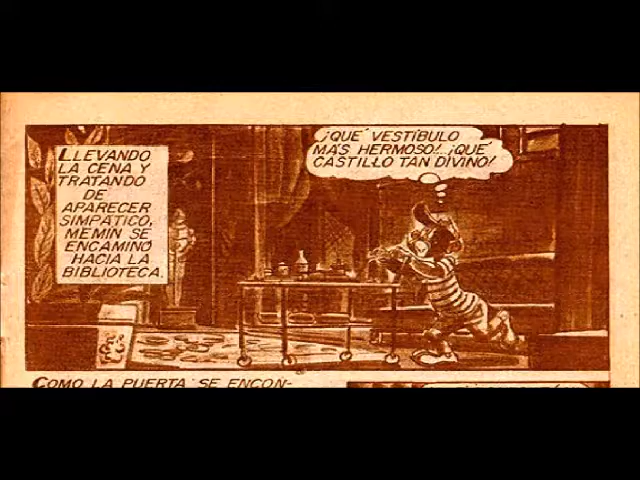 LLEVANDO
LA CENA Y
TRATANDO
DE
APARECER
SIMPÁTICO,
MEMÍN SE
ENCAMINÓ
HACIA LA
BIBLIOTECA.
¡QUÉ VESTÍBULO
MÁS HERMOSO! ¡QUÉ
CASTILLO TAN DIVINO!
COMO LA PUERTA SE ENCON-